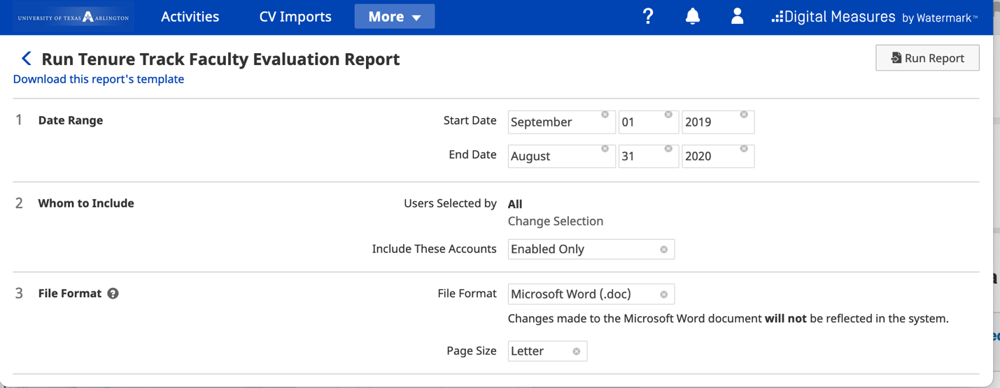 UNIVERSITY OF TEXAS A ARLINGTON Activities CV Imports More ? Digital Measures by Watermark™
Run Tenure Track Faculty Evaluation Report Run Report
Download this report's template
1 Date Range Start Date September 01 2019
End Date August 31 2020
2 Whom to Include Users Selected by All
Change Selection
Include These Accounts Enabled Only
3 File Format ? File Format Microsoft Word (.doc)
Changes made to the Microsoft Word document will not be reflected in the system.
Page Size Letter